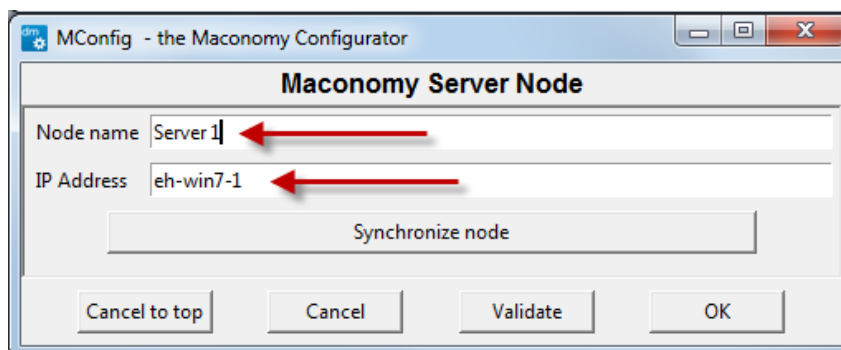 dm MConfig - the Maconomy Configurator
Maconomy Server Node
Node name Server 1
IP Address eh-win7-1
Synchronize node
Cancel to top Cancel Validate OK